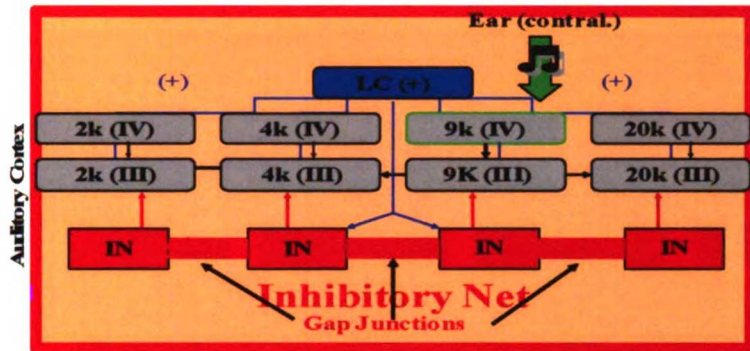 Ear (contral.)
(+) LC (+) (+)
2k (IV) 4k (IV) 9k (IV) 20k (IV)
2k (III) 4k (III) 9K (III) 20k (III)
Auditory Cortex
IN IN IN IN
Inhibitory Net
Gap Junctions